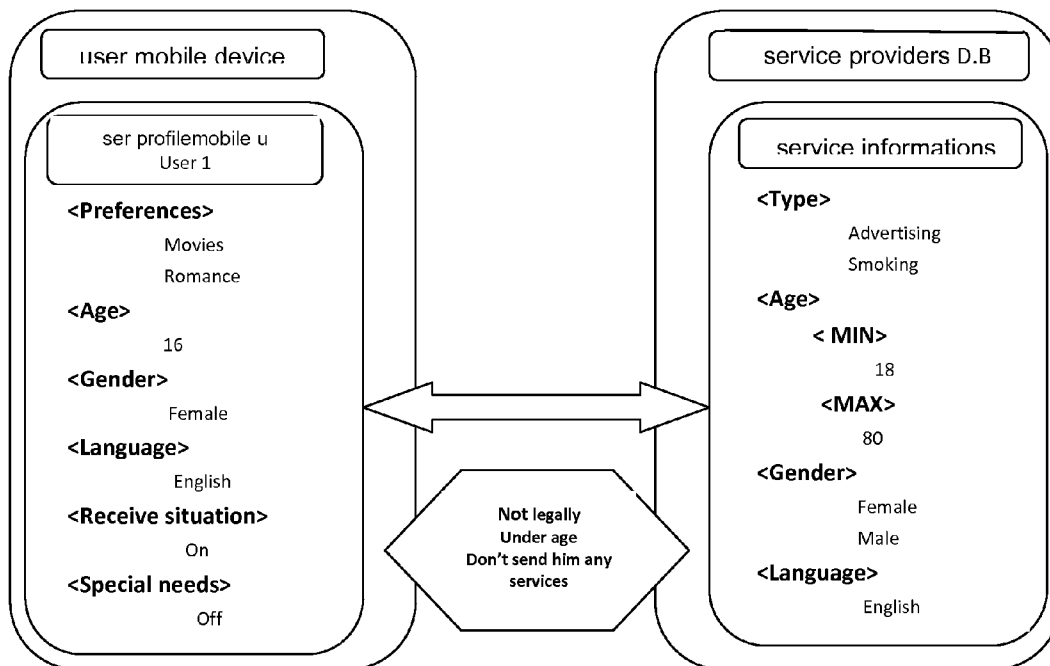 user mobile device
ser profilemobile u
User 1
<Preferences>
Movies
Romance
<Age>
16
<Gender>
Female
<Language>
English
<Receive situation>
On
<Special needs>
Off
Not legally
Under age
Don't send him any
services
service providers D.B
service informations
<Type>
Advertising
Smoking
<Age>
< MIN>
18
<MAX>
80
<Gender>
Female
Male
<Language>
English